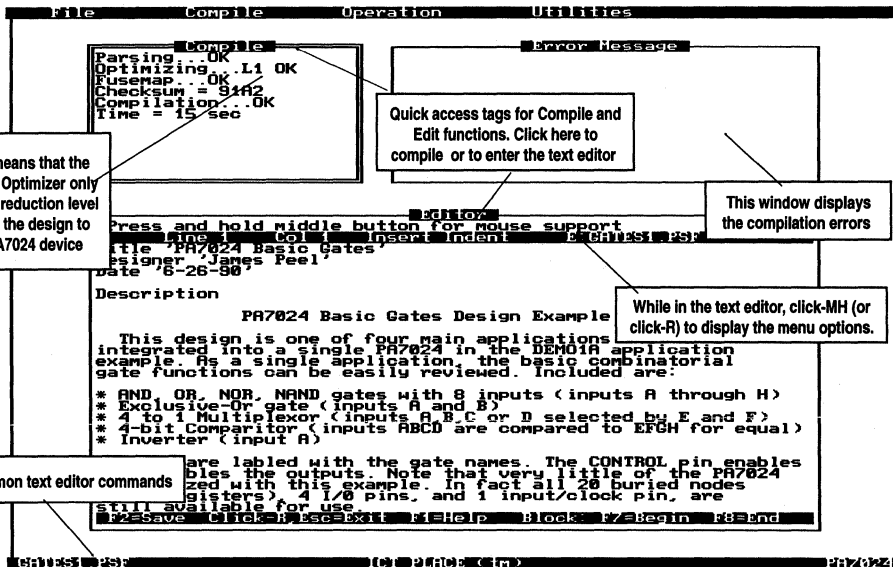 File Compile Operation Utilities
Compile
Parsing...OK
Optimizing...L1 OK
Fusemap...OK
Checksum = 91A2
Compilation...OK
Time = 15 sec
Error Message
Quick access tags for Compile and
Edit functions. Click here to
compile or to enter the text editor
means that the
Optimizer only
reduction level
the design to
A7024 device
This window displays
the compilation errors
Editor
Press and hold middle button for mouse support
Line 1 Col 1 Insert Indent E:GATES1.PSF
Title 'PA7024 Basic Gates'
Designer 'James Peel'
Date '6-26-90'
Description
While in the text editor, click-MH (or
click-R) to display the menu options.
PA7024 Basic Gates Design Example
This design is one of four main applications
integrated into a single PA7024 in the DEMO1A application
example. As a single application, the basic combinatorial
gate functions can be easily reviewed. Included are:
* AND, OR, NOR, NAND gates with 8 inputs (inputs A through H)
* Exclusive-Or gate (inputs A and B)
* 4 to 1 Multiplexor (inputs A,B,C or D selected by E and F)
* 4-bit Comparitor (inputs ABCD are compared to EFGH for equal)
* Inverter (input A)
mon text editor commands
are labled with the gate names. The CONTROL pin enables
bles the outputs. Note that very little of the PA7024
zed with this example. In fact all 20 buried nodes
gisters), 4 I/O pins, and 1 input/clock pin, are
still available for use.
F2=Save Click-R,Esc=Exit F1=Help Block: F7=Begin F8=End
GATES1.PSF ICT PLACE (tm) PA7024